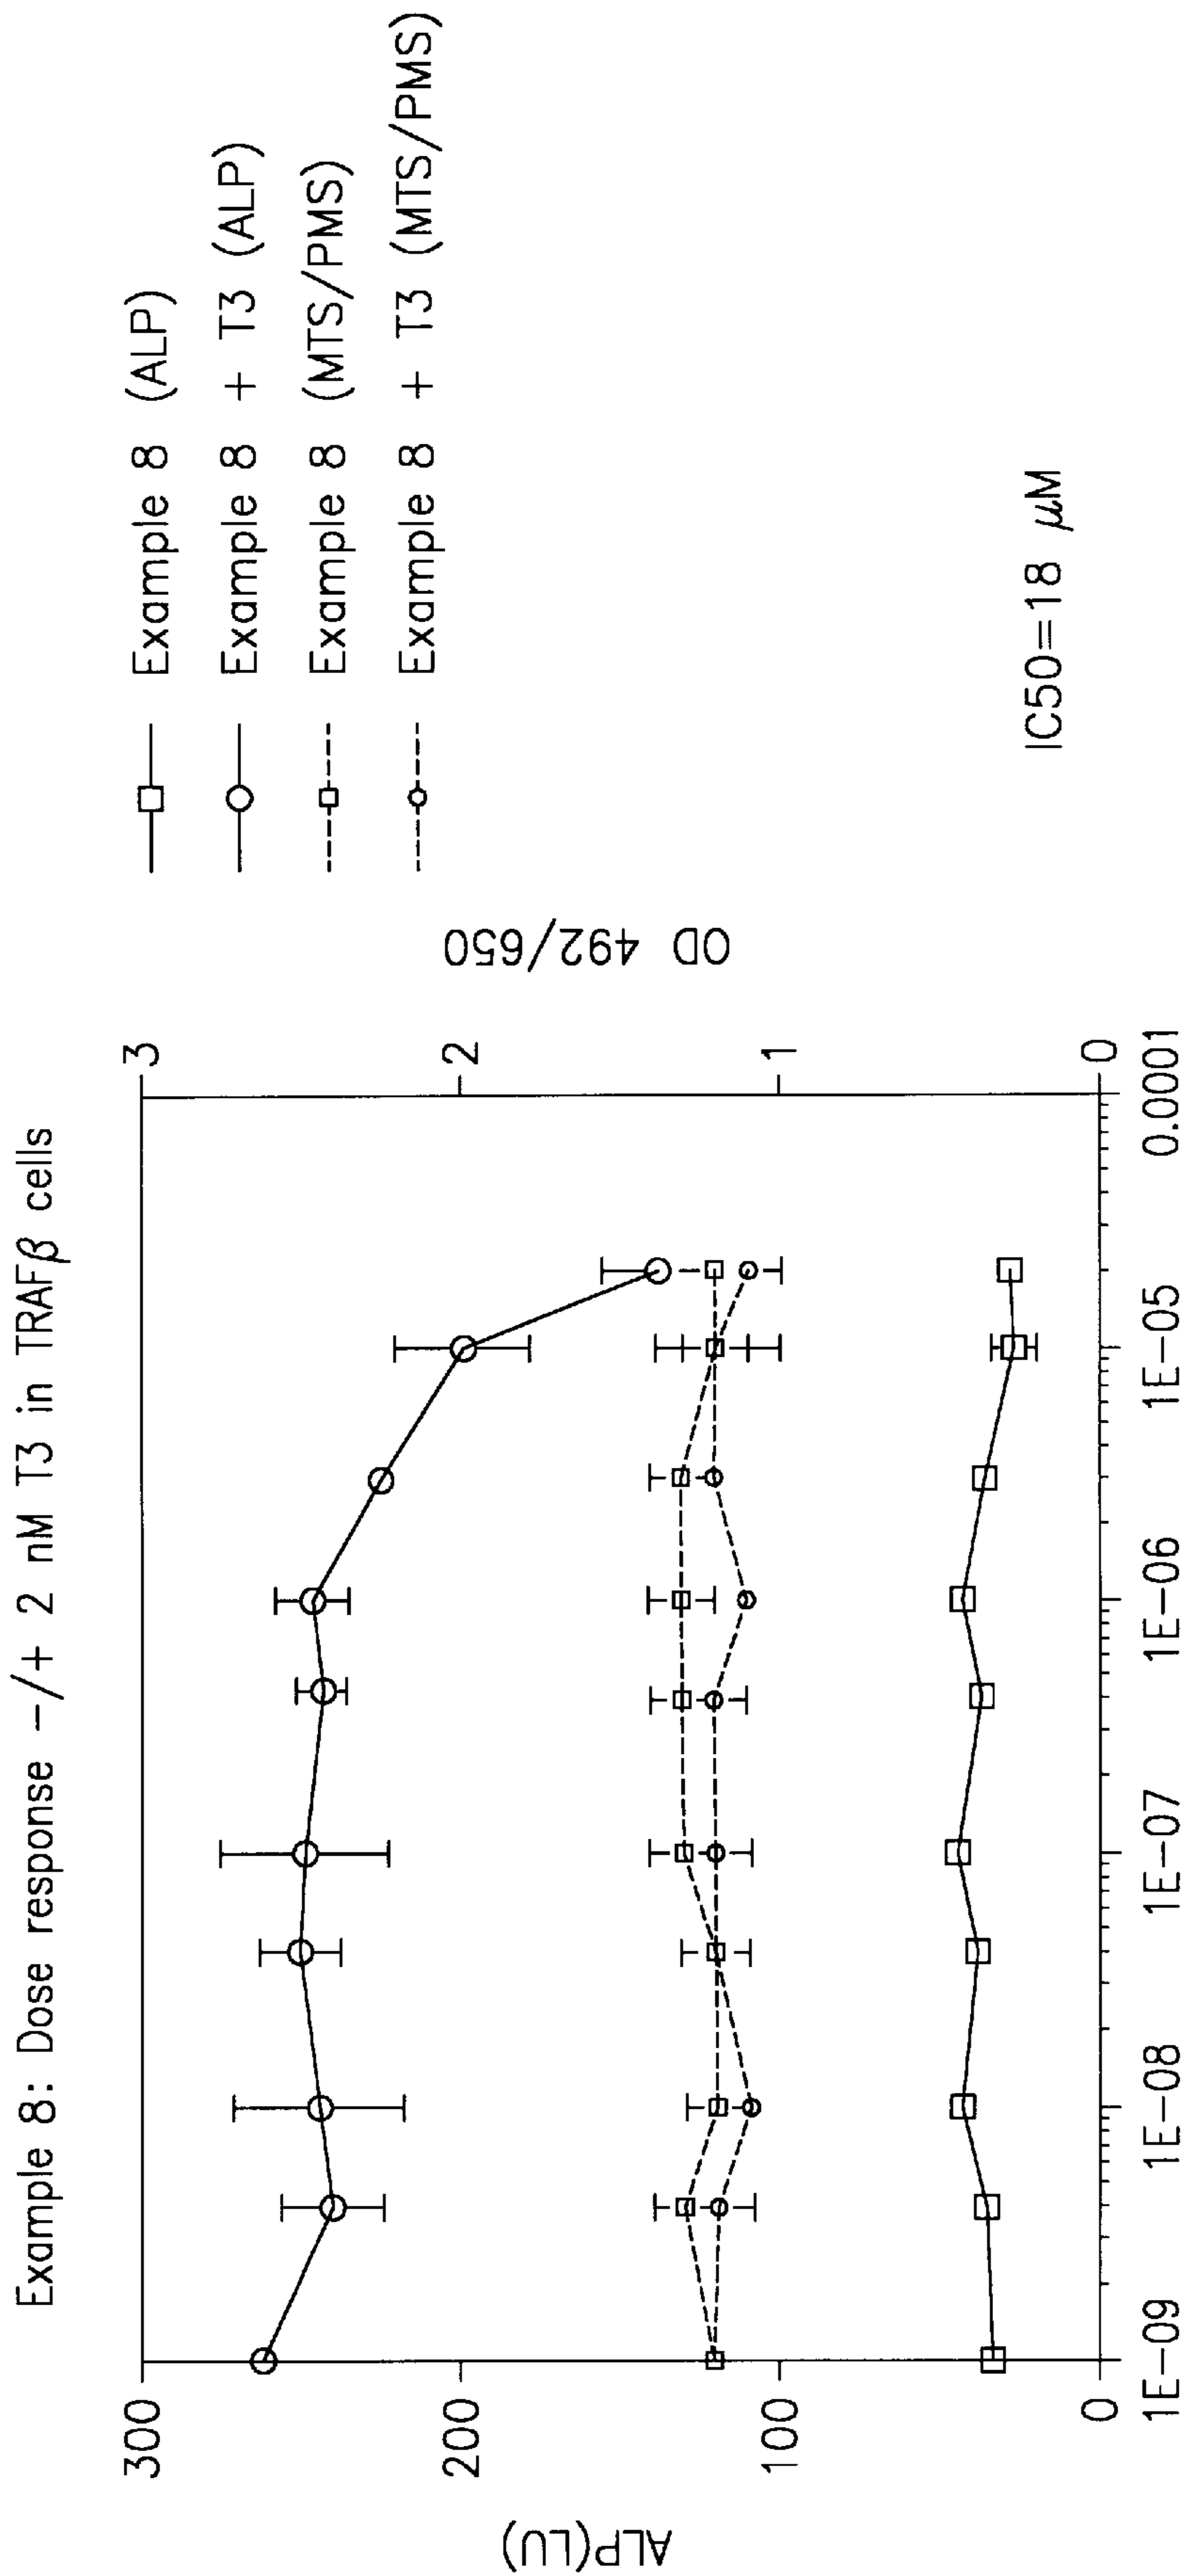 Example 8: Dose response -/+ 2 nM T3 in TRAFβ cells
ALP(LU)
300
200
100
0
3
2
1
0
OD 492/650
1E-09
1E-08
1E-07
1E-06
1E-05
0.0001
Example 8 (ALP)
Example 8 + T3 (ALP)
Example 8 (MTS/PMS)
Example 8 + T3 (MTS/PMS)
IC50=18 μM